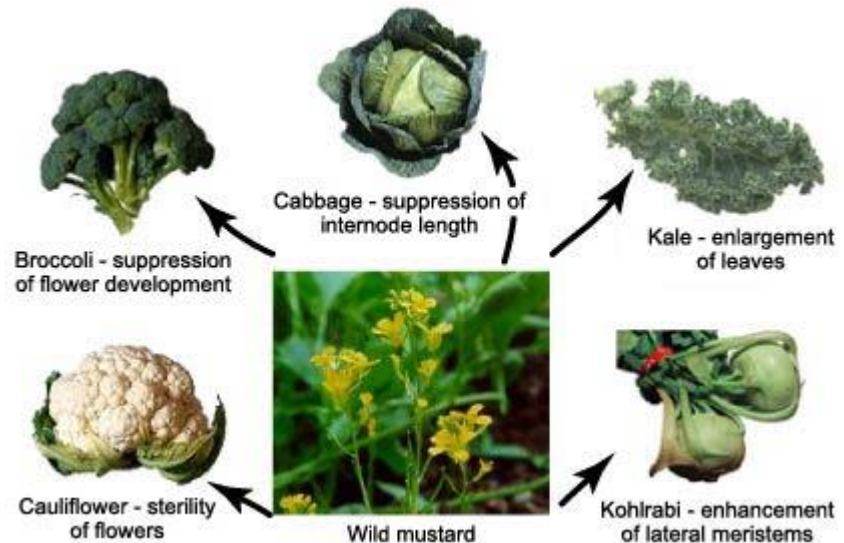 Cabbage - suppression of
internode length
Kale - enlargement
of leaves
Broccoli - suppression
of flower development
Cauliflower - sterility
of flowers
Wild mustard
Kohlrabi - enhancement
of lateral meristems